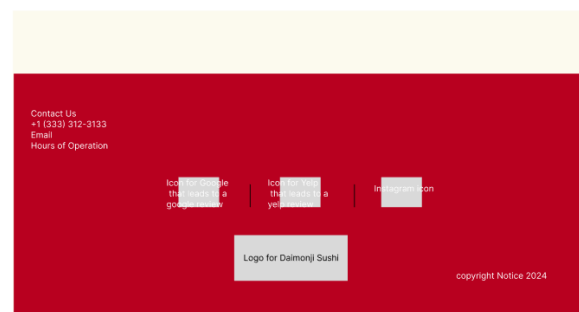 Contact Us
+1 (333) 312-3133
Email
Hours of Operation
Icon for Google
that leads to a
google review
Icon for Yelp
that leads to a
yelp review
Instagram icon
Logo for Daimonji Sushi
copyright Notice 2024